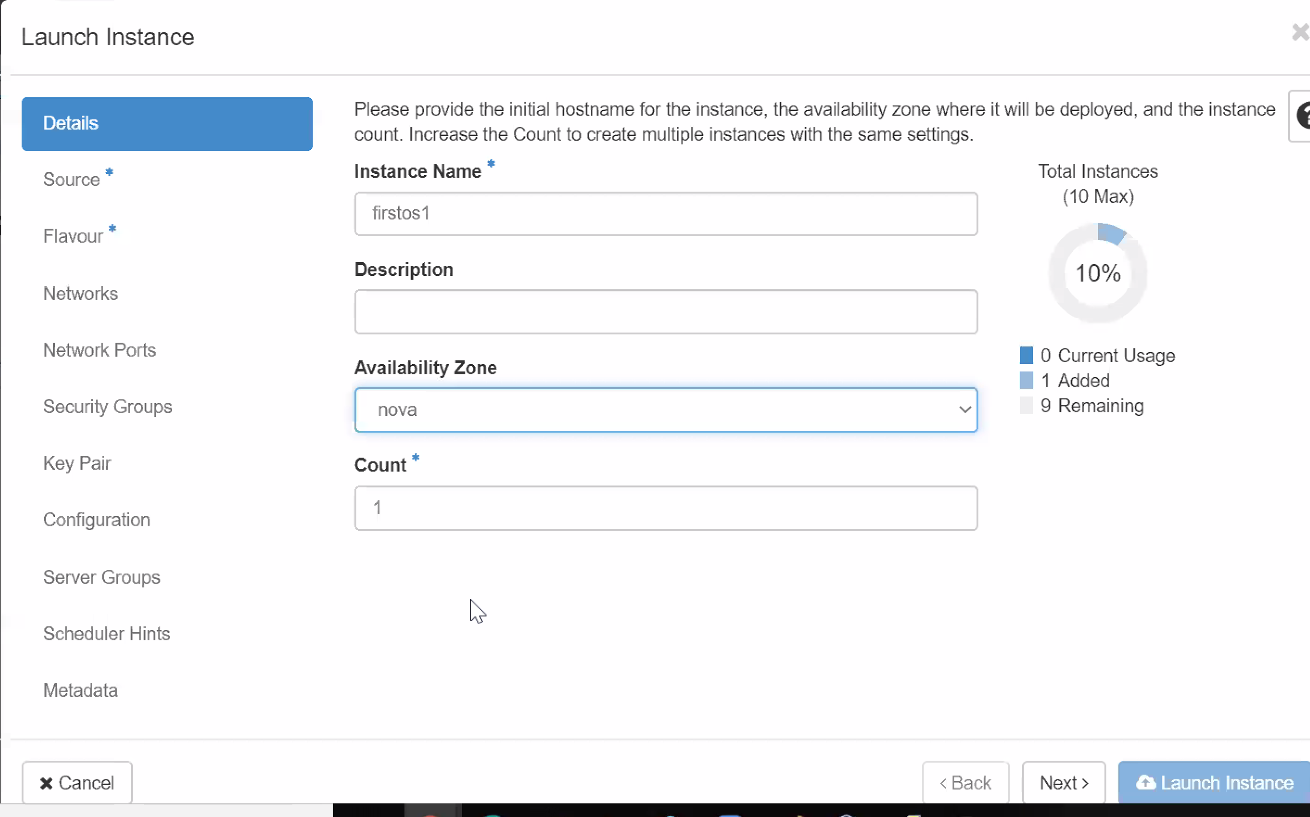 Launch Instance
Details
Source *
Flavour *
Networks
Network Ports
Security Groups
Key Pair
Configuration
Server Groups
Scheduler Hints
Metadata
Please provide the initial hostname for the instance, the availability zone where it will be deployed, and the instance
count. Increase the Count to create multiple instances with the same settings.
Instance Name *
firstos1
Description
Availability Zone
nova
Count *
1
Total Instances
(10 Max)
10%
0 Current Usage
1 Added
9 Remaining
Cancel
< Back
Next >
Launch Instance